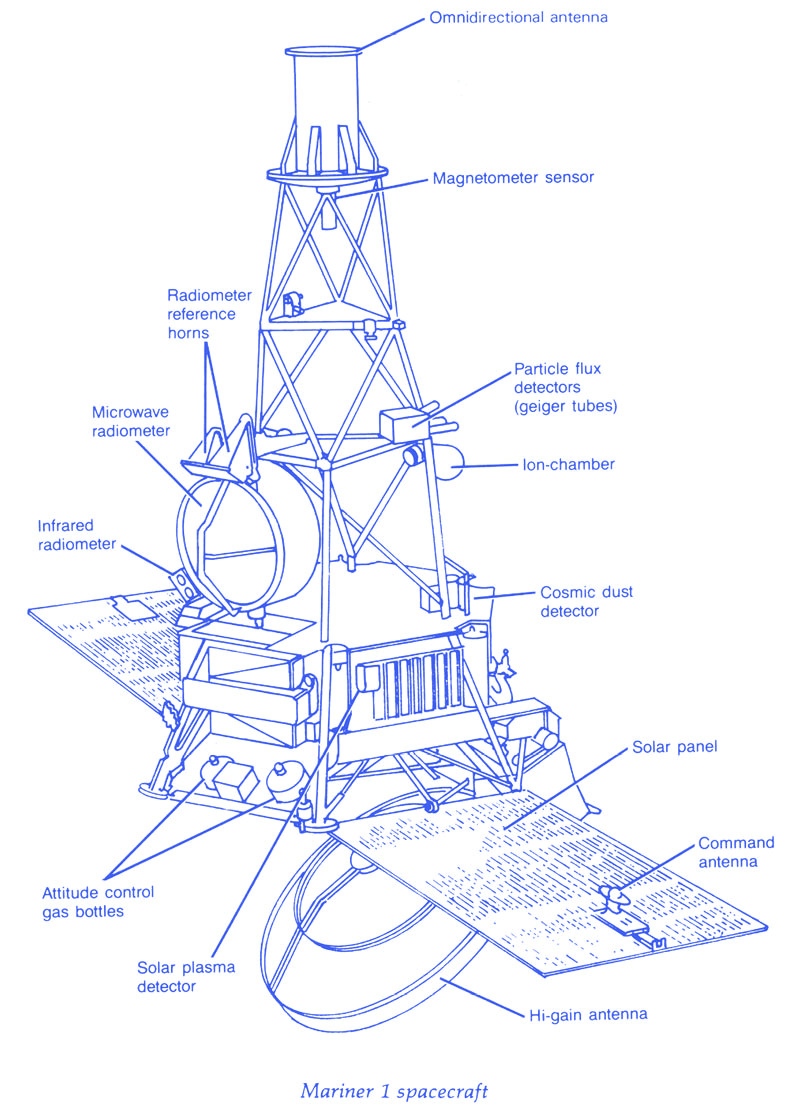 Omnidirectional antenna
Magnetometer sensor
Radiometer
reference
horns
Particle flux
detectors
(geiger tubes)
Microwave
radiometer
Ion-chamber
Infrared
radiometer
Cosmic dust
detector
Solar panel
Command
antenna
Attitude control
gas bottles
Solar plasma
detector
Hi-gain antenna
Mariner 1 spacecraft